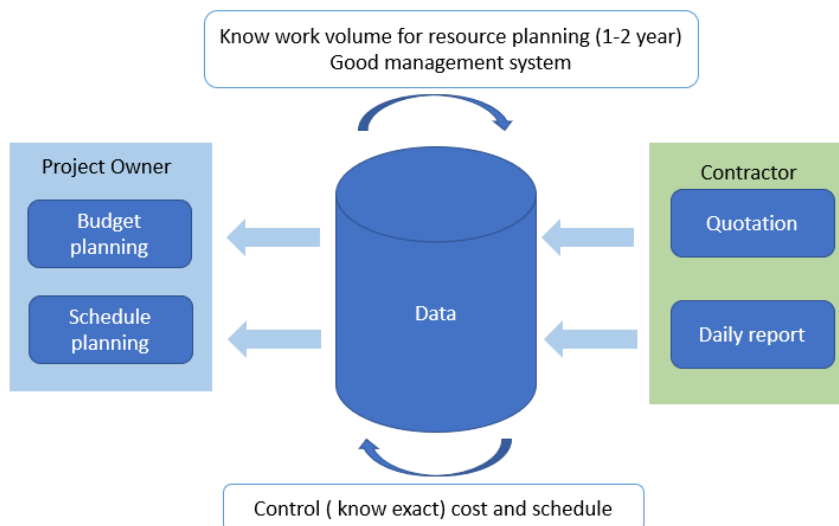 Know work volume for resource planning (1-2 year)
Good management system
Project Owner
Budget
planning
Schedule
planning
Data
Contractor
Quotation
Daily report
Control ( know exact) cost and schedule